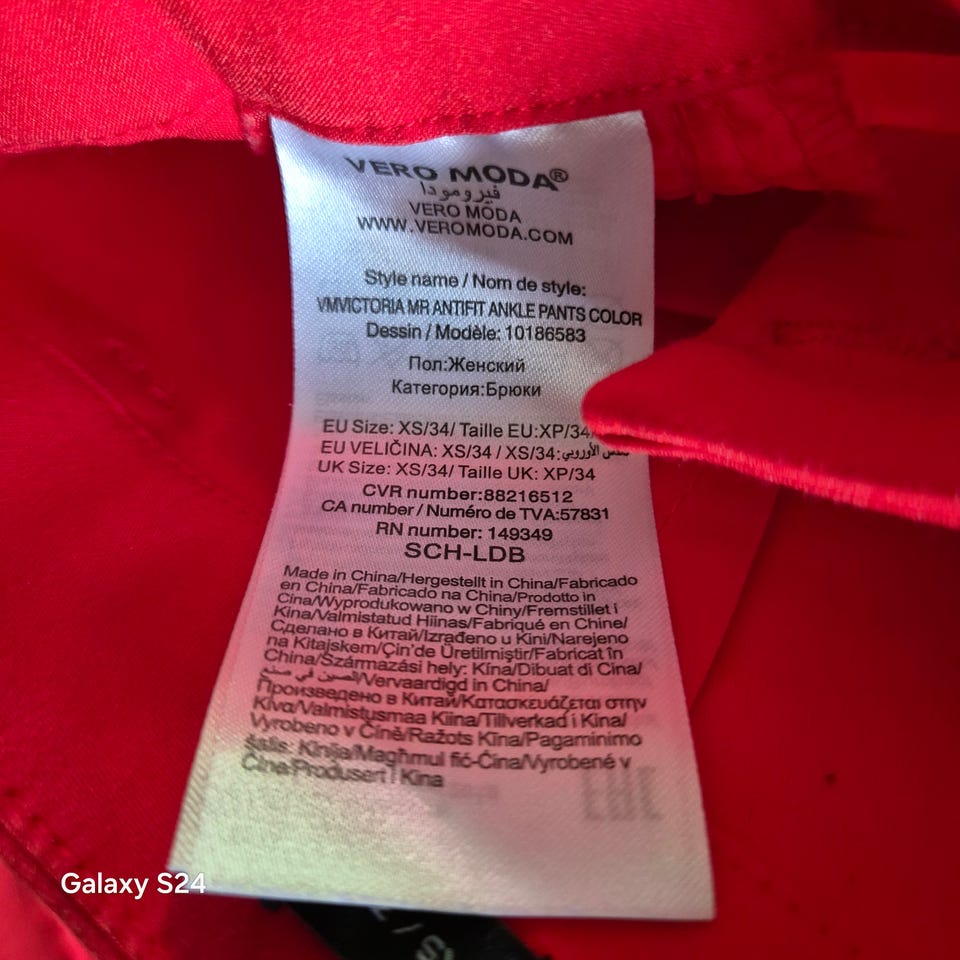 VERO MODA®
فيرومودا
VERO MODA
WWW.VEROMODA.COM
Style name / Nom de style:
VMVICTORIA MR ANTIFIT ANKLE PANTS COLOR
Dessin / Modèle: 10186583
Пол:Женский
Категория:Брюки
EU Size: XS/34/ Taille EU:XP/34
EU VELIČINA: XS/34 / XS/34:
UK Size: XS/34/ Taille UK: XP/34
CVR number:88216512
CA number / Numéro de TVA:57831
RN number: 149349
SCH-LDB
Made in China/Hergestellt in China/Fabricado
en China/Fabricado na China/Prodotto in
Cina/Wyprodukowano w Chiny/Fremstillet i
Kina/Valmistatud Hiinas/Fabriqué en Chine/
Сделано в Китай/Izrađeno u Kini/Narejeno
na Kitajskem/Çin'de Üretilmiştir/Fabricat în
China/Származási hely: Kína/Dibuat di Cina/
الصين في صنع/Vervaardigd in China/
Произведено в Китай/Κατασκευάζεται στην
Κίνα/Valmistusmaa Kiina/Tillverkad i Kina/
Vyrobeno v Číně/Ražots Ķīna/Pagaminimo
šalis: Kinija/Magħmul fiċ-Ċina/Vyrobené v
Číne/Produsert i Kina
Galaxy S24